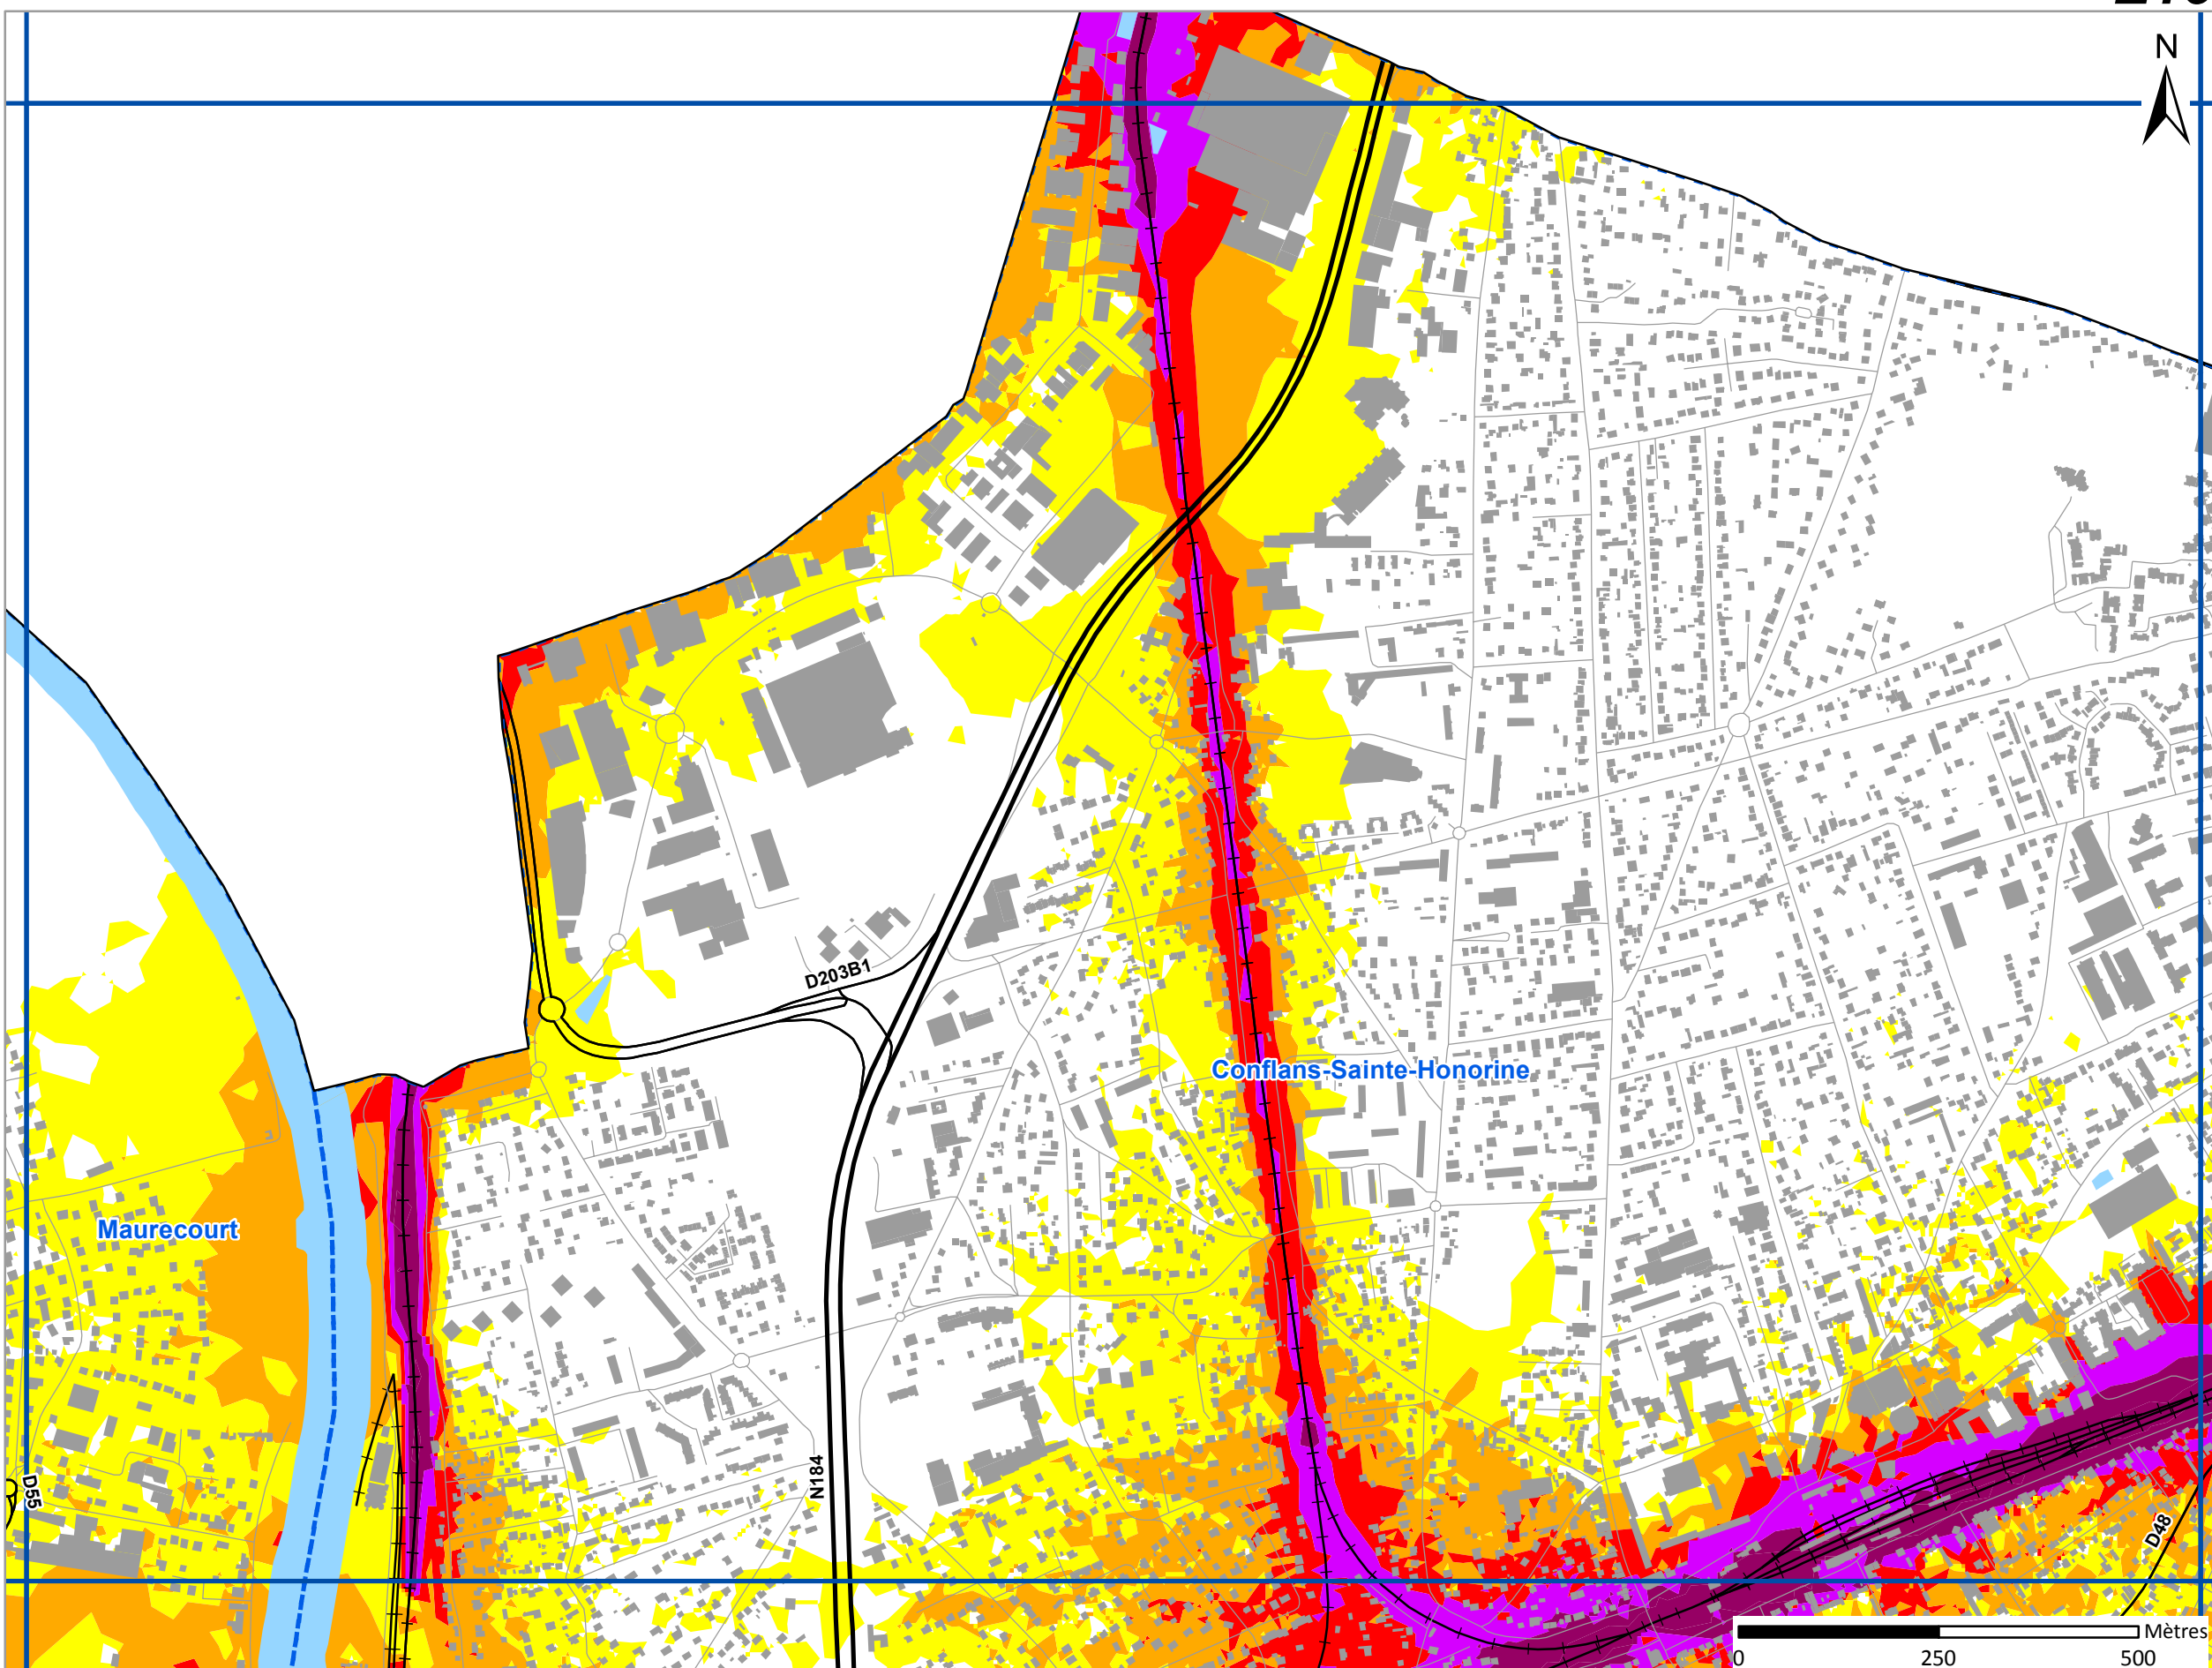 N
D203B1
Conflans-Sainte-Honorine
Maurecourt
D55
N184
D48
Mètres
0 250 500